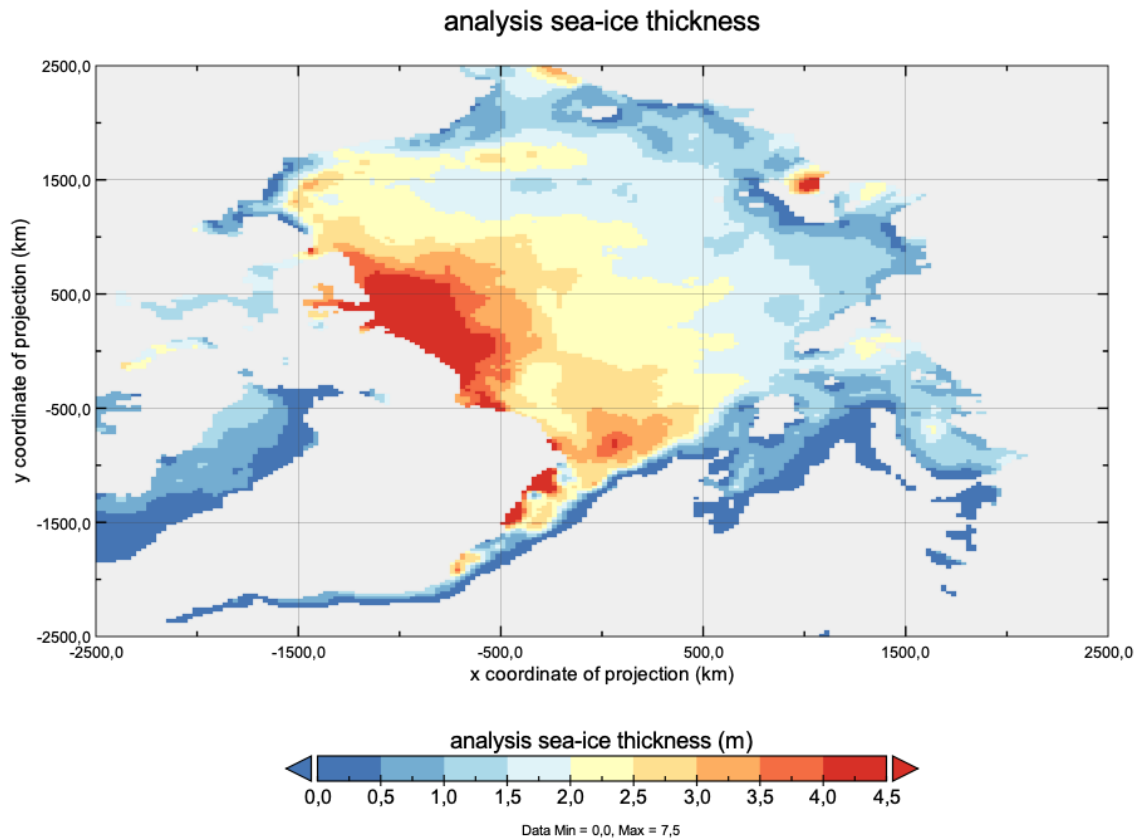 analysis sea-ice thickness
2500,0
1500,0
500,0
-500,0
-1500,0
-2500,0
y coordinate of projection (km)
-2500,0 -1500,0 -500,0 500,0 1500,0 2500,0
x coordinate of projection (km)
analysis sea-ice thickness (m)
0,0 0,5 1,0 1,5 2,0 2,5 3,0 3,5 4,0 4,5
Data Min = 0,0, Max = 7,5